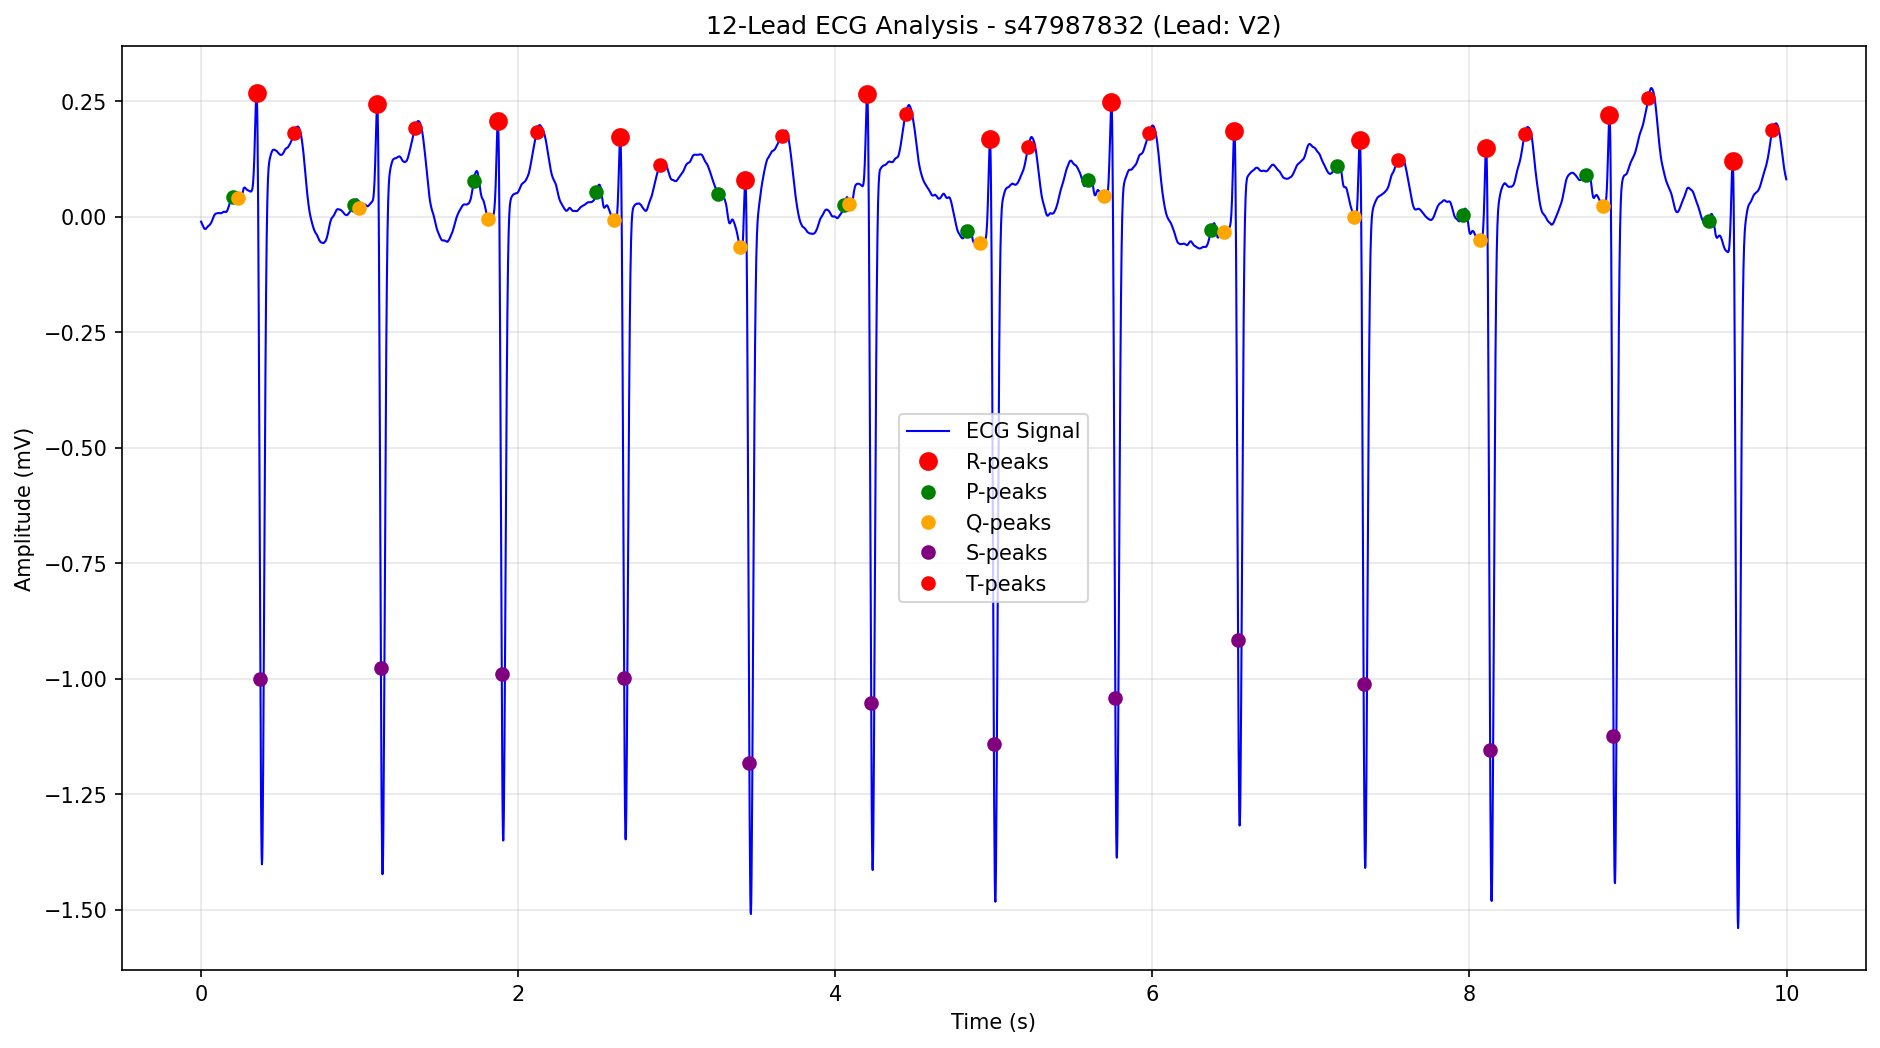 12-Lead ECG Analysis - s47987832 (Lead: V2)
Amplitude (mV)
0.25
0.00
−0.25
−0.50
−0.75
−1.00
−1.25
−1.50
ECG Signal
R-peaks
P-peaks
Q-peaks
S-peaks
T-peaks
0 2 4 6 8 10
Time (s)